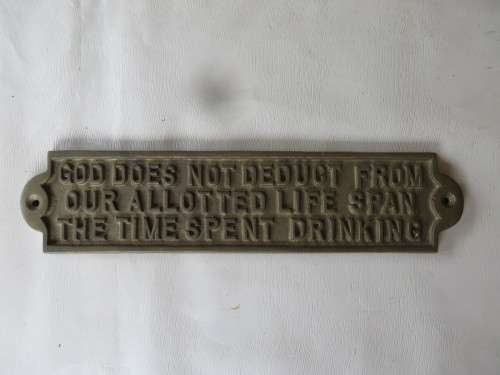 GOD DOES NOT DEDUCT FROM
OUR ALLOTTED LIFE SPAN
THE TIME SPENT DRINKING